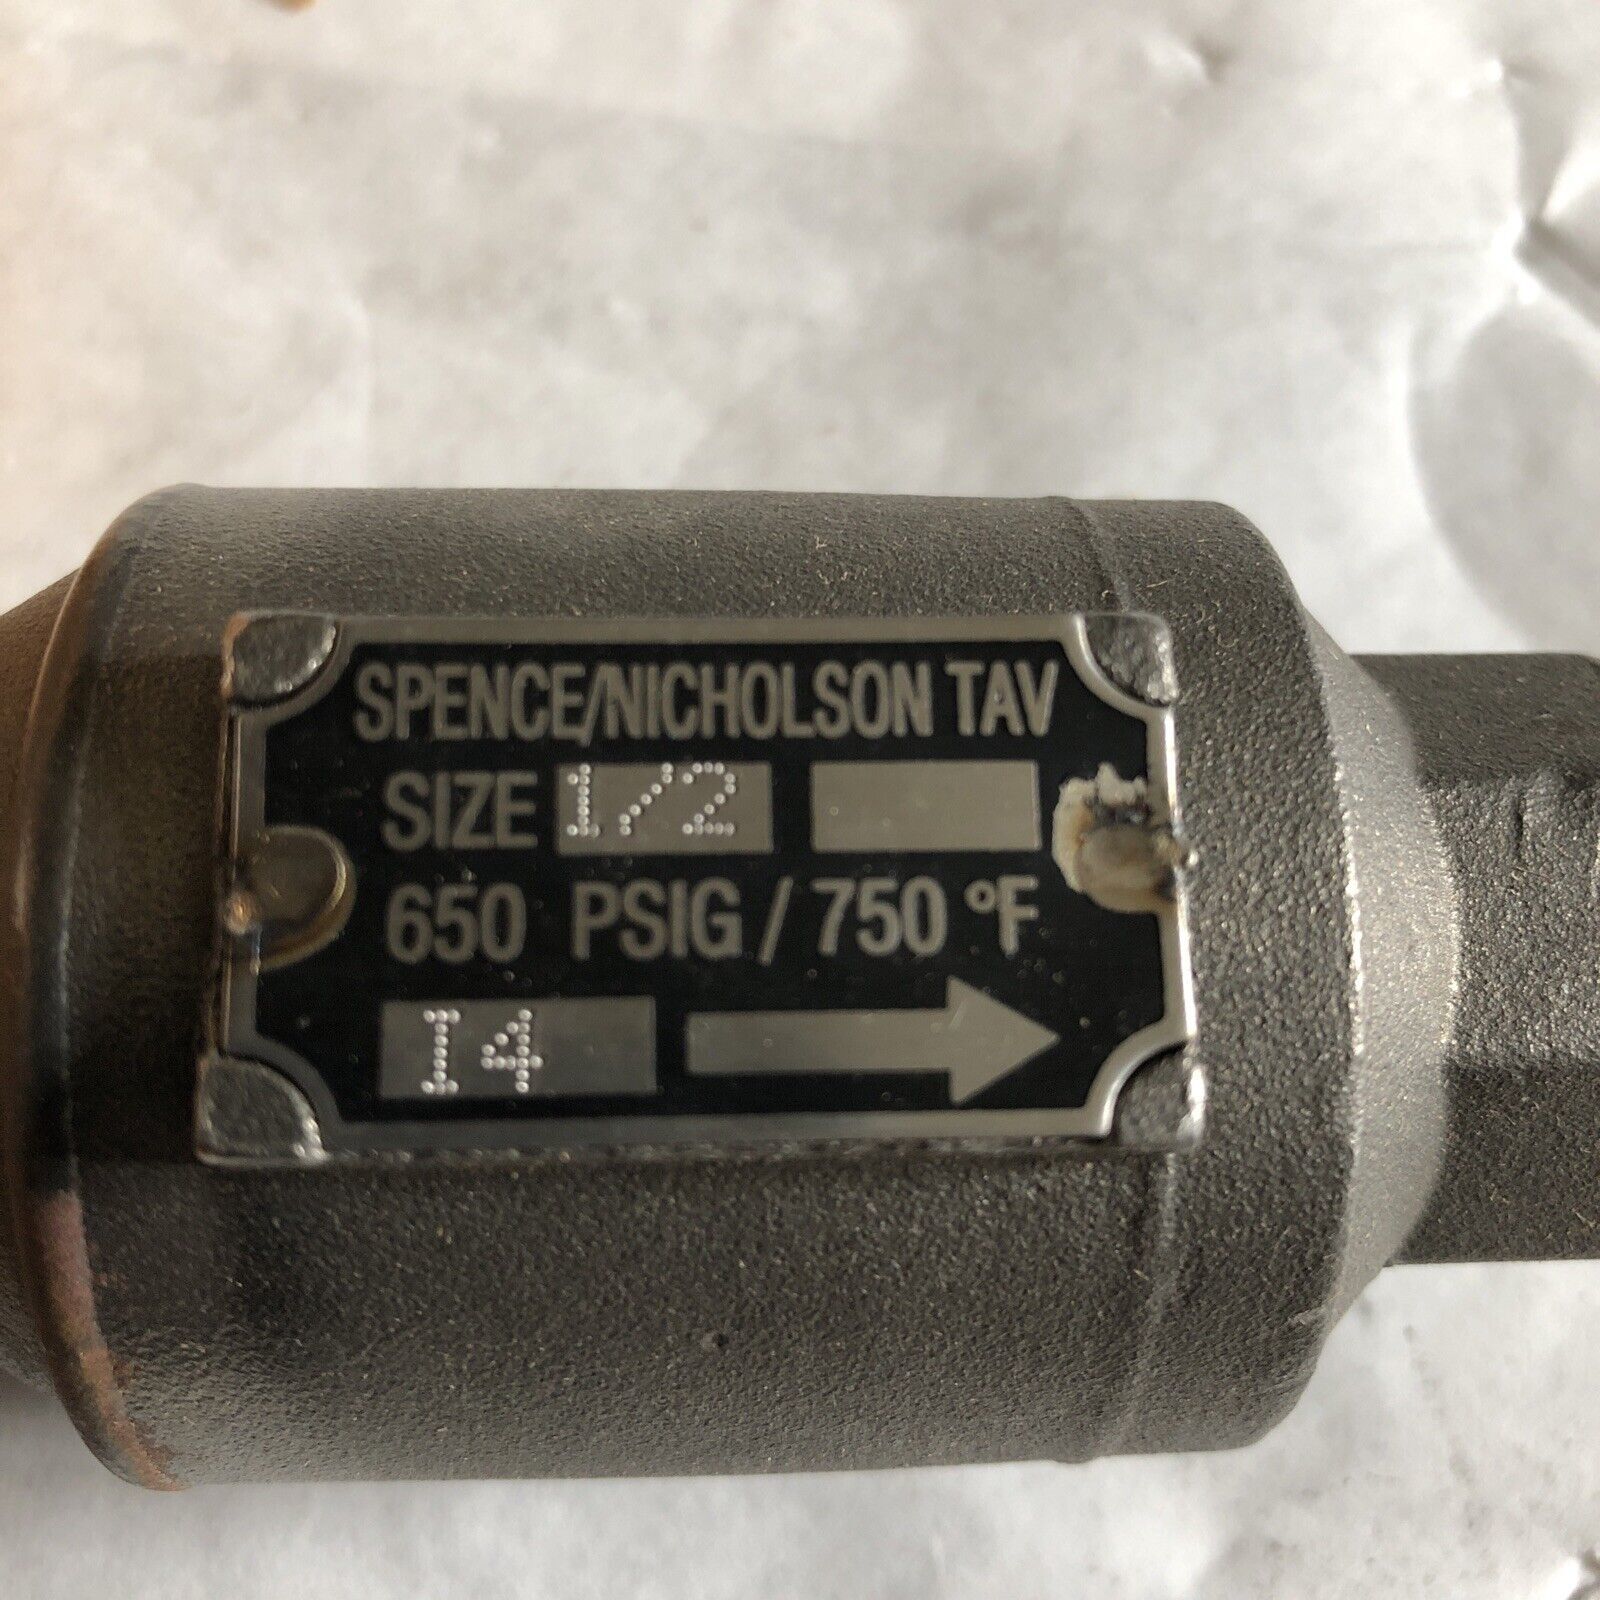 SPENCE/NICHOLSON TAV
SIZE 1/2
650 PSIG / 750 °F
I4